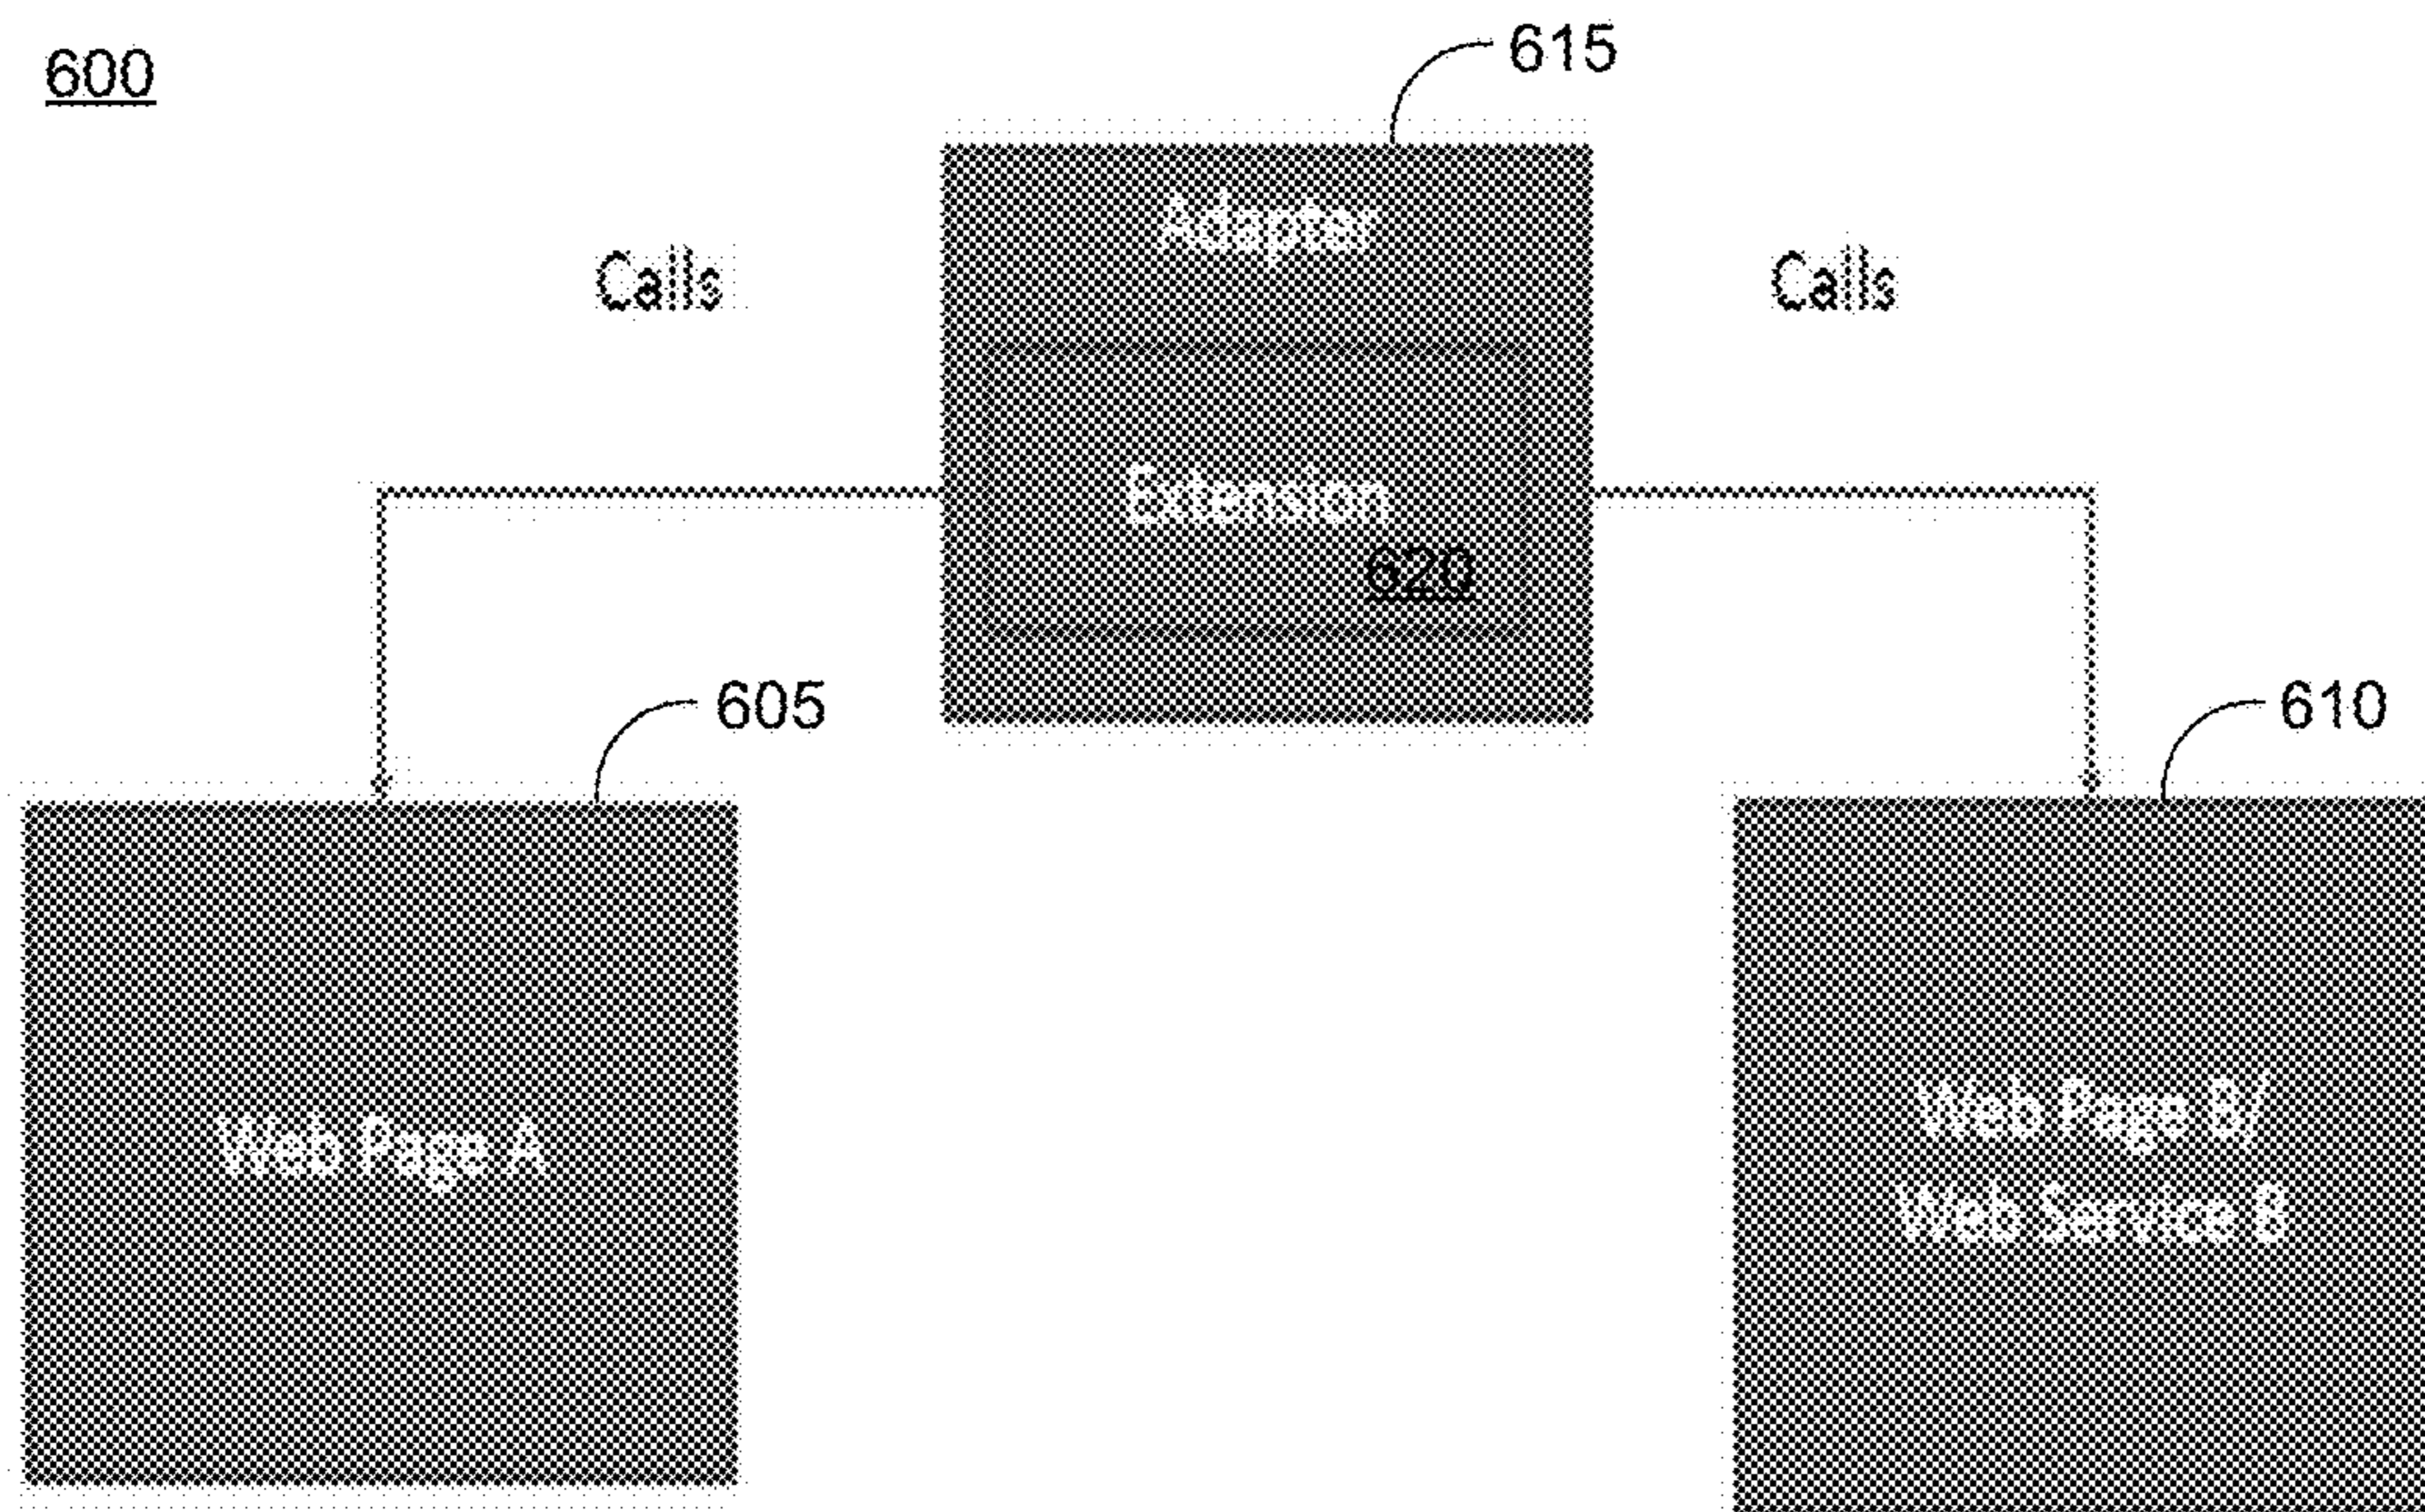 600
615
Adapter
Calls
Calls
Extension
620
605
610
Web Page A
Web Page B/
Web Service B